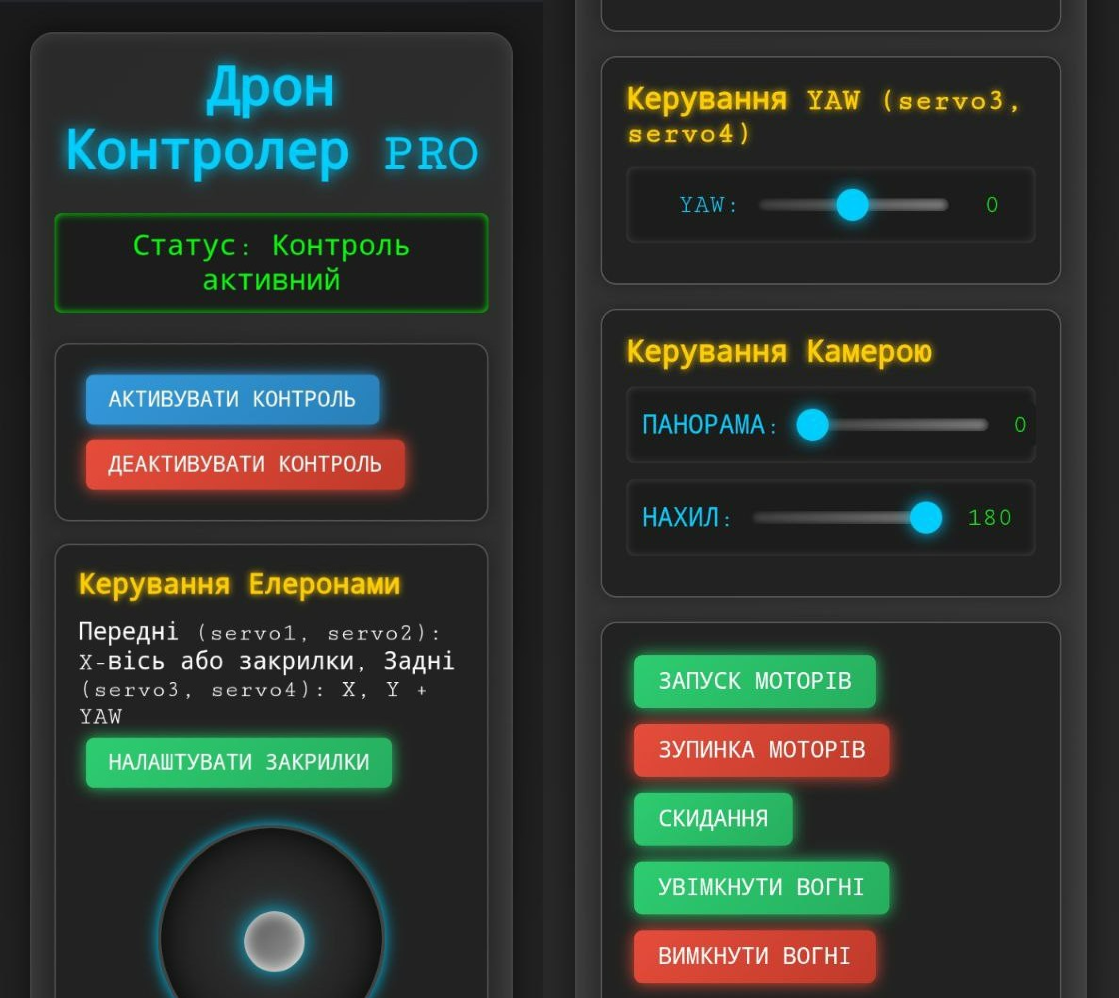 Дрон
Контролер PRO
Статус: Контроль
активний
АКТИВУВАТИ КОНТРОЛЬ
ДЕАКТИВУВАТИ КОНТРОЛЬ
Керування Елеронами
Передні (servo1, servo2):
X-вісь або закрилки, Задні
(servo3, servo4): X, Y +
YAW
НАЛАШТУВАТИ ЗАКРИЛКИ
Керування YAW (servo3,
servo4)
YAW: 0
Керування Камерою
ПАНОРАМА: 0
НАХИЛ: 180
ЗАПУСК МОТОРІВ
ЗУПИНКА МОТОРІВ
СКИДАННЯ
УВІМКНУТИ ВОГНІ
ВИМКНУТИ ВОГНІ